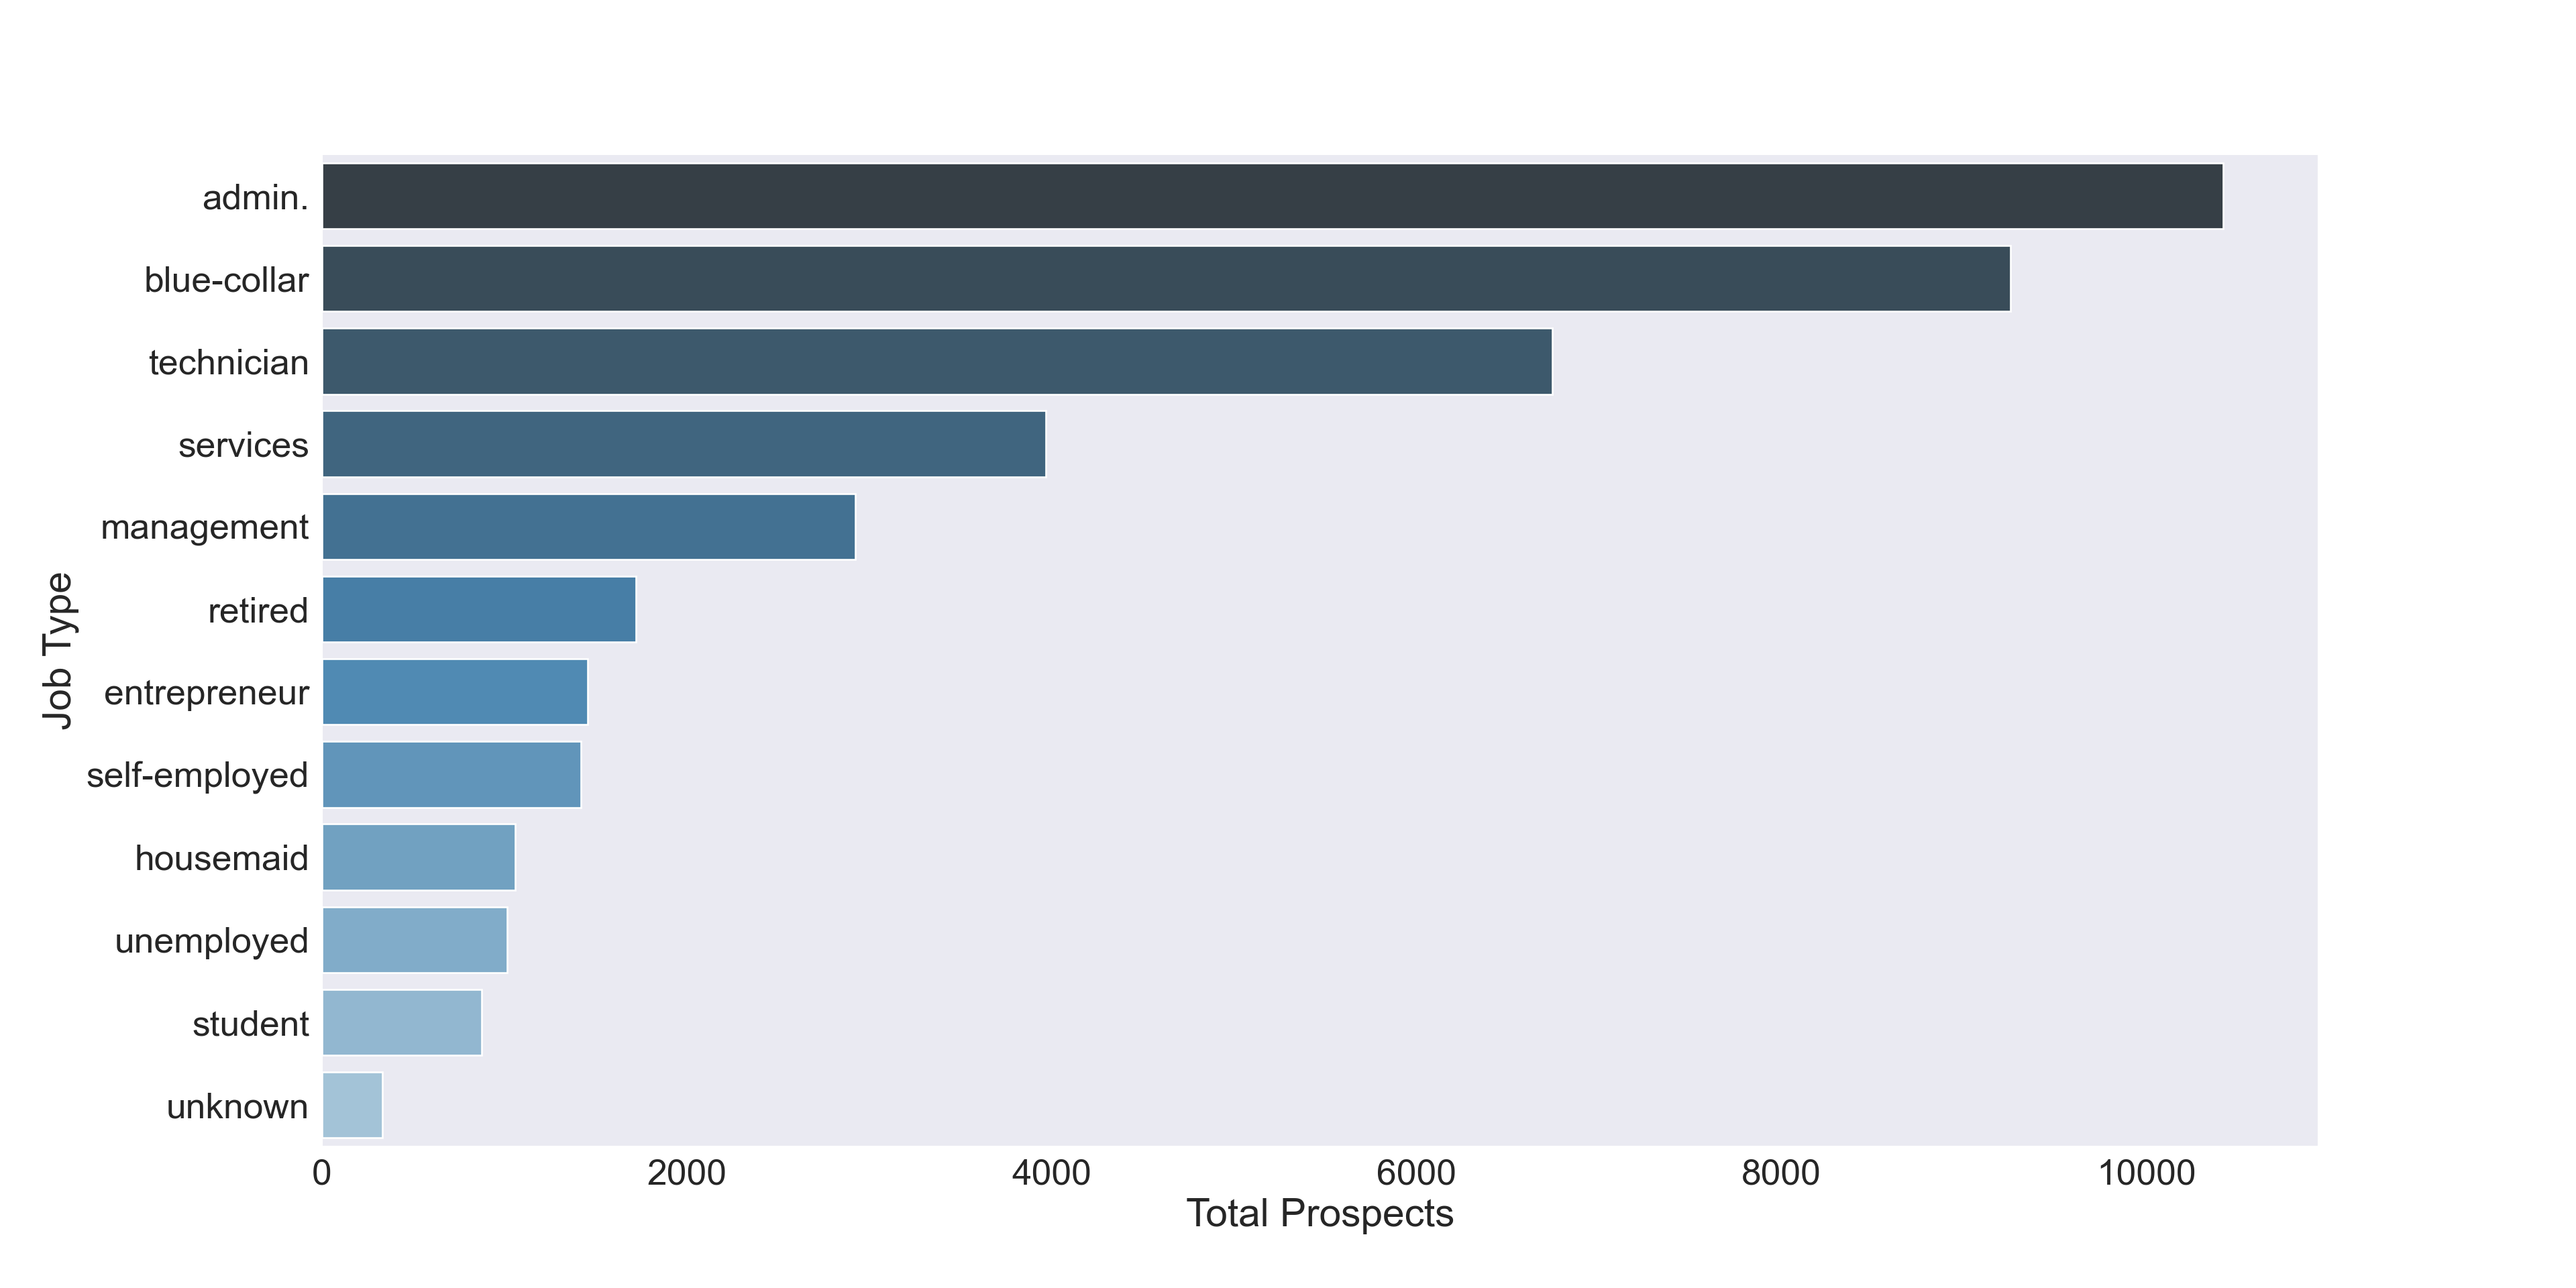 admin.
blue-collar
technician
services
management
retired
entrepreneur
self-employed
housemaid
unemployed
student
unknown
Job Type
0 2000 4000 6000 8000 10000
Total Prospects